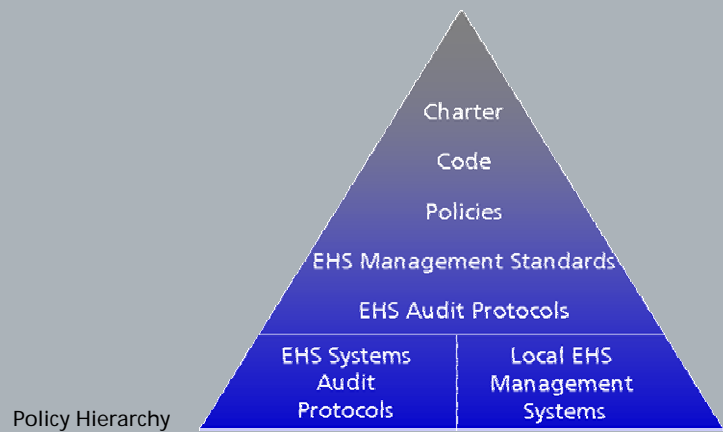 Charter
Code
Policies
EHS Management Standards
EHS Audit Protocols
EHS Systems
Audit
Protocols
Local EHS
Management
Systems
Policy Hierarchy